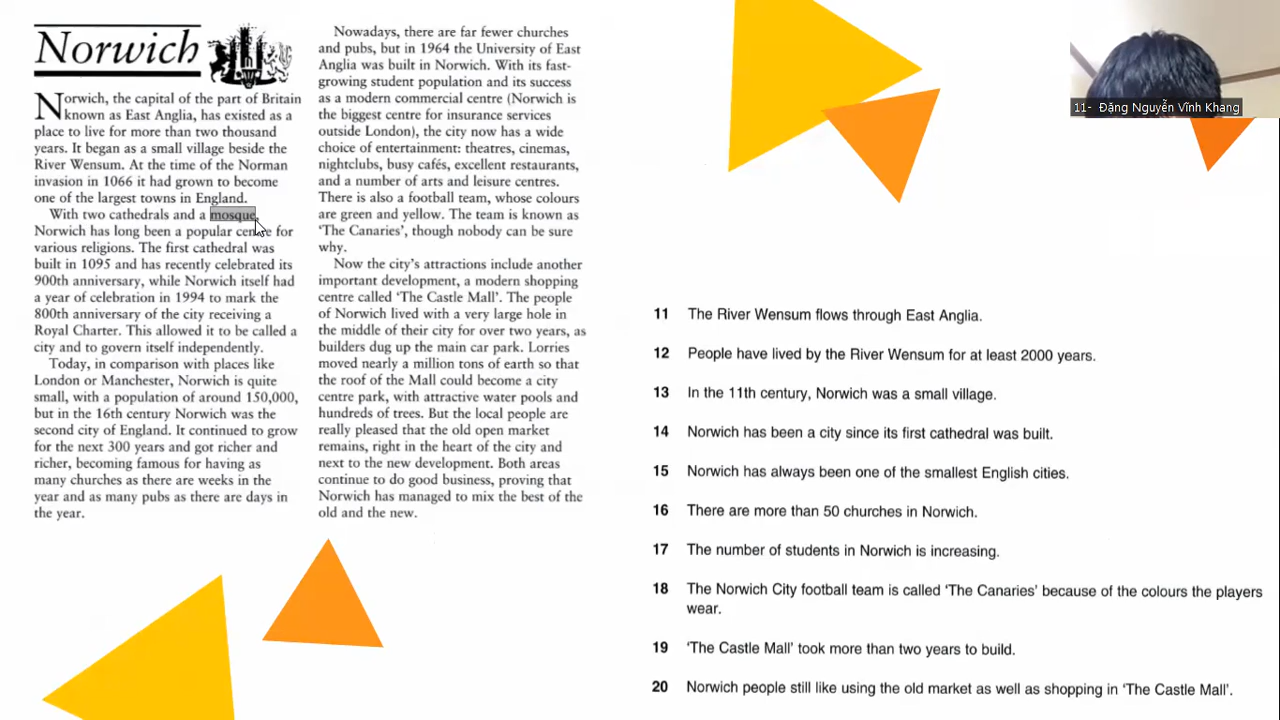 Norwich
Norwich, the capital of the part of Britain
known as East Anglia, has existed as a
place to live for more than two thousand
years. It began as a small village beside the
River Wensum. At the time of the Norman
invasion in 1066 it had grown to become
one of the largest towns in England.
With two cathedrals and a mosque,
Norwich has long been a popular centre for
various religions. The first cathedral was
built in 1095 and has recently celebrated its
900th anniversary, while Norwich itself had
a year of celebration in 1994 to mark the
800th anniversary of the city receiving a
Royal Charter. This allowed it to be called a
city and to govern itself independently.
Today, in comparison with places like
London or Manchester, Norwich is quite
small, with a population of around 150,000,
but in the 16th century Norwich was the
second city of England. It continued to grow
for the next 300 years and got richer and
richer, becoming famous for having as
many churches as there are weeks in the
year and as many pubs as there are days in
the year.
Nowadays, there are far fewer churches
and pubs, but in 1964 the University of East
Anglia was built in Norwich. With its fast-
growing student population and its success
as a modern commercial centre (Norwich is
the biggest centre for insurance services
outside London), the city now has a wide
choice of entertainment: theatres, cinemas,
nightclubs, busy cafés, excellent restaurants,
and a number of arts and leisure centres.
There is also a football team, whose colours
are green and yellow. The team is known as
‘The Canaries’, though nobody can be sure
why.
Now the city’s attractions include another
important development, a modern shopping
centre called ‘The Castle Mall’. The people
of Norwich lived with a very large hole in
the middle of their city for over two years, as
builders dug up the main car park. Lorries
moved nearly a million tons of earth so that
the roof of the Mall could become a city
centre park, with attractive water pools and
hundreds of trees. But the local people are
really pleased that the old open market
remains, right in the heart of the city and
next to the new development. Both areas
continue to do good business, proving that
Norwich has managed to mix the best of the
old and the new.
11- Đặng Nguyễn Vĩnh Khang
11 The River Wensum flows through East Anglia.
12 People have lived by the River Wensum for at least 2000 years.
13 In the 11th century, Norwich was a small village.
14 Norwich has been a city since its first cathedral was built.
15 Norwich has always been one of the smallest English cities.
16 There are more than 50 churches in Norwich.
17 The number of students in Norwich is increasing.
18 The Norwich City football team is called ‘The Canaries’ because of the colours the players
wear.
19 ‘The Castle Mall’ took more than two years to build.
20 Norwich people still like using the old market as well as shopping in ‘The Castle Mall’.